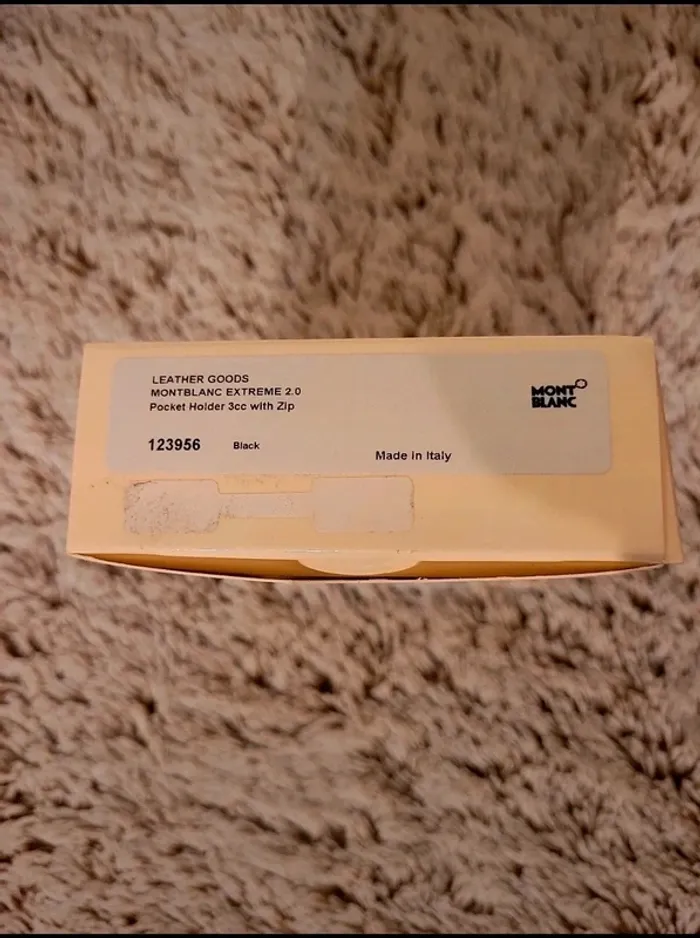 LEATHER GOODS
MONTBLANC EXTREME 2.0
Pocket Holder 3cc with Zip
MONT
BLANC
123956 Black
Made in Italy